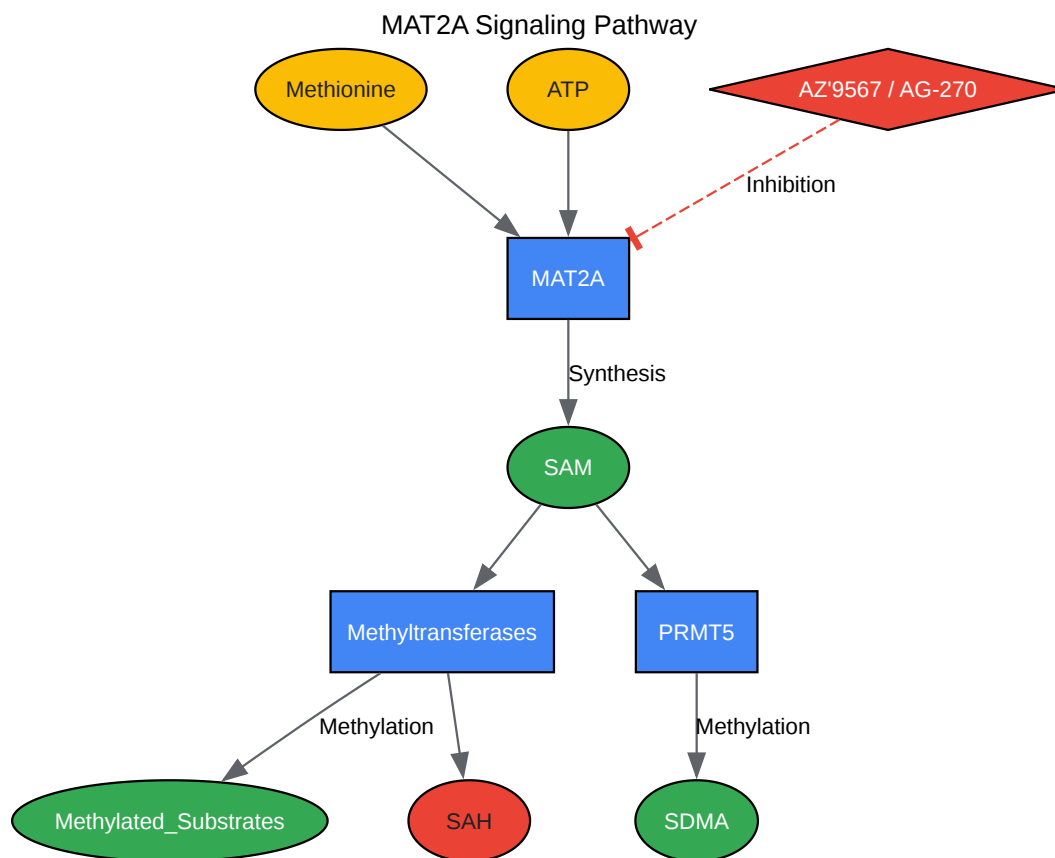 MAT2A Signaling Pathway
Methionine
ATP
AZ'9567 / AG-270
Inhibition
MAT2A
Synthesis
SAM
Methyltransferases
PRMT5
Methylation
Methylation
Methylated_Substrates
SAH
SDMA